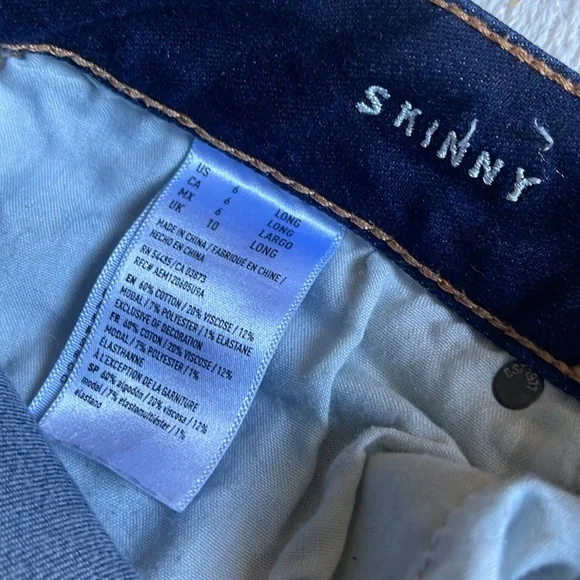 SKINNY
US 6 LONG
CA 6 LONG
MX 6 LARGO
UK 10 LONG
MADE IN CHINA / FABRIQUÉ EN CHINE /
HECHO EN CHINA
RN 54485 / CA 03873
RFC# AEM120605U9A
EN 60% COTTON / 20% VISCOSE / 12%
MODAL / 7% POLYESTER / 1% ELASTANE
EXCLUSIVE OF DECORATION
FR 60% COTON / 20% VISCOSE / 12%
MODAL / 7% POLYESTER / 1%
ÉLASTHANNE
À L'EXCEPTION DE LA GARNITURE
SP 60% algodón / 20% viscosa / 12%
modal / 7% elastomultiéster / 1%
elastano